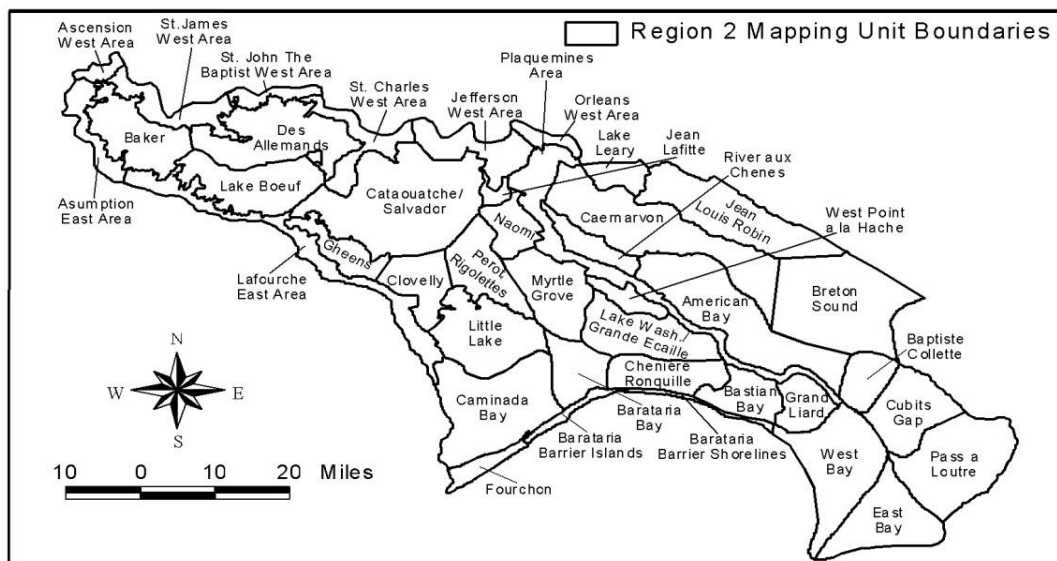 Region 2 Mapping Unit Boundaries
Ascension
West Area
St.James
West Area
St. John The
Baptist West Area
St. Charles
West Area
Plaquemines
Area
Jefferson
West Area
Orleans
West Area
Lake
Leary
Jean
Lafitte
River aux
Chenes
West Point
a la Hache
Baker
Des
Allemands
Lake Boeuf
Asumption
East Area
Cataouatche/
Salvador
Naomi
Caernarvon
Jean
Louis Robin
Lafourche
East Area
Gheens
Clovelly
Perot
Rigolettes
Myrtle
Grove
American
Bay
Breton
Sound
Lake Wash./
Grande Ecaille
Little
Lake
Baptiste
Collette
Cheniere
Ronquille
Bastian
Bay
Grand
Liard
Cubits
Gap
Caminada
Bay
Barataria
Bay
Barataria
Barrier Islands
Barataria
Barrier Shorelines
West
Bay
Pass a
Loutre
Fourchon
East
Bay
N
W E
S
10 0 10 20 Miles